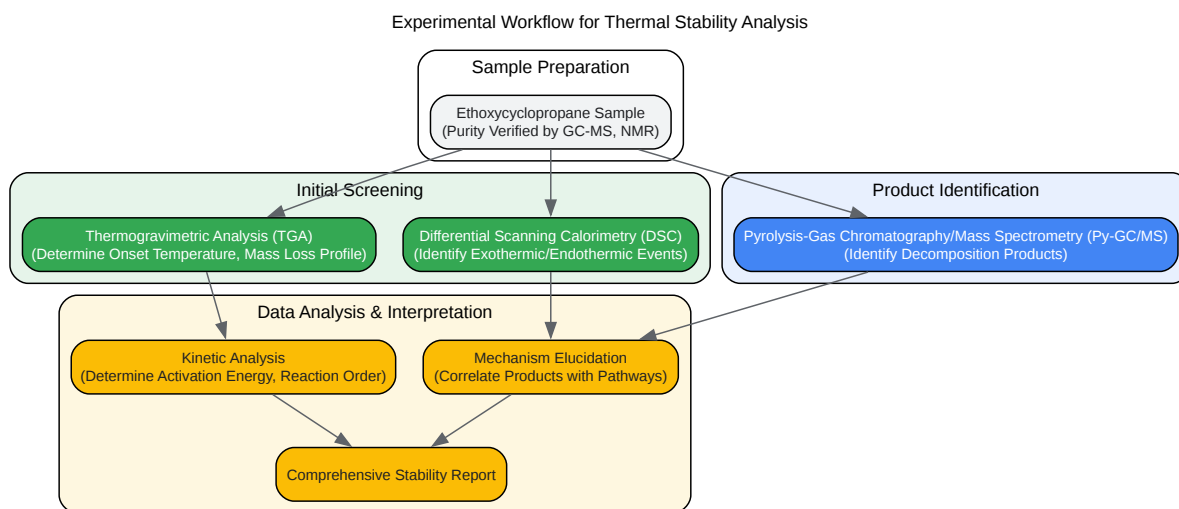 Experimental Workflow for Thermal Stability Analysis
Sample Preparation
Ethoxycyclopropane Sample
(Purity Verified by GC-MS, NMR)
Initial Screening
Product Identification
Thermogravimetric Analysis (TGA)
(Determine Onset Temperature, Mass Loss Profile)
Differential Scanning Calorimetry (DSC)
(Identify Exothermic/Endothermic Events)
Pyrolysis-Gas Chromatography/Mass Spectrometry (Py-GC/MS)
(Identify Decomposition Products)
Data Analysis & Interpretation
Kinetic Analysis
(Determine Activation Energy, Reaction Order)
Mechanism Elucidation
(Correlate Products with Pathways)
Comprehensive Stability Report